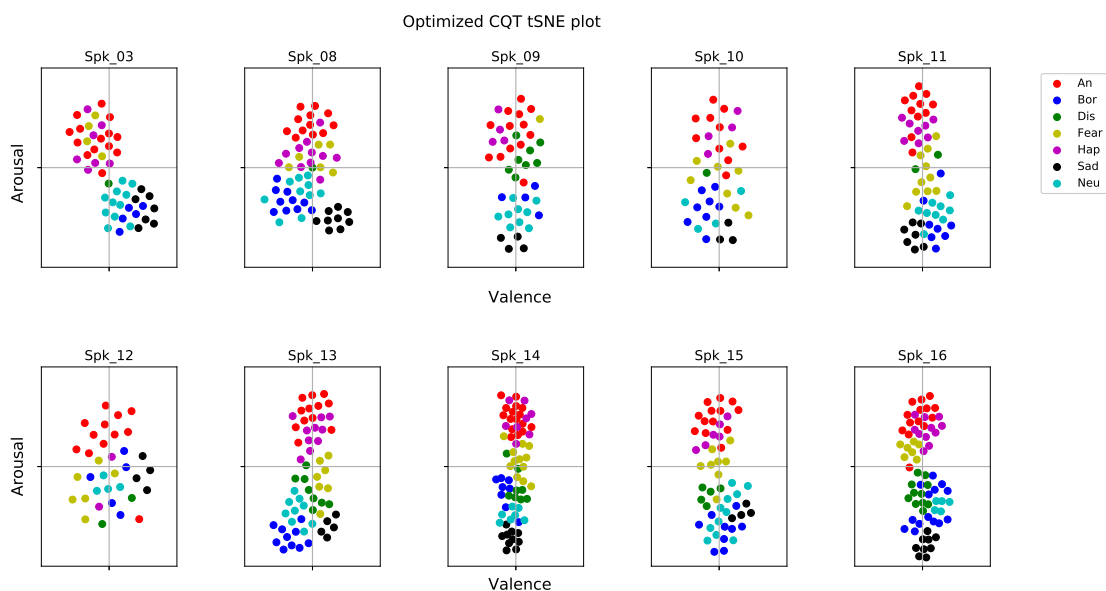 Optimized CQT tSNE plot
Spk_03
Spk_08
Spk_09
Spk_10
Spk_11
An
Bor
Dis
Fear
Hap
Sad
Neu
Arousal
Valence
Spk_12
Spk_13
Spk_14
Spk_15
Spk_16
Arousal
Valence